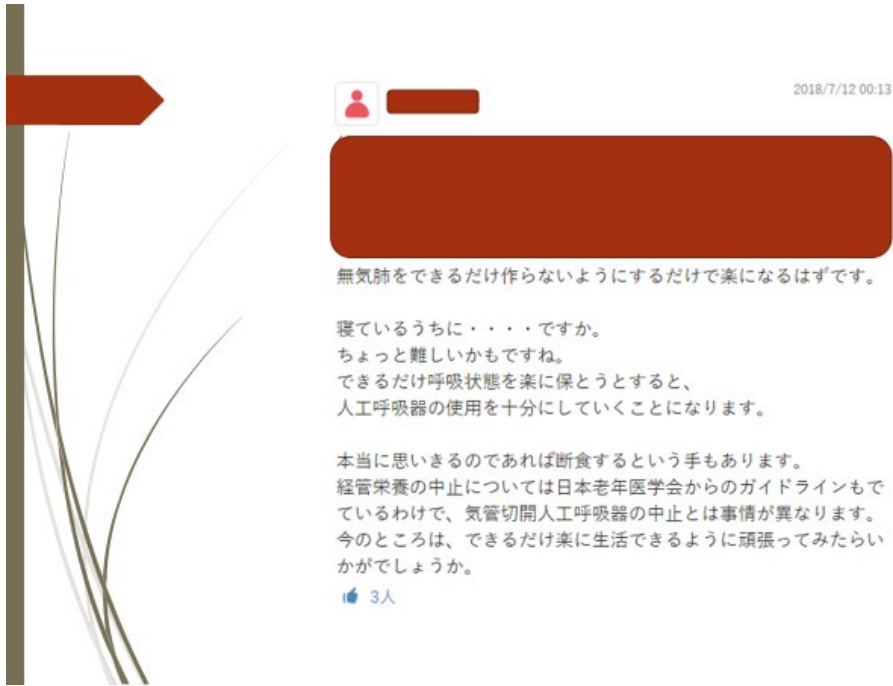 2018/7/12 00:13
無気肺をできるだけ作らないようにするだけで楽になるはずです。
寝ているうちに・・・・ですか。
ちょっと難しいかもですね。
できるだけ呼吸状態を楽に保とうとすると、
人工呼吸器の使用を十分にしていくことになります。
本当に思いきるのであれば断食するという手もあります。
経管栄養の中止については日本老年医学会からのガイドラインもで
ているわけで、気管切開人工呼吸器の中止とは事情が異なります。
今のところは、できるだけ楽に生活できるように頑張ってみたらい
かがでしょうか。
3人